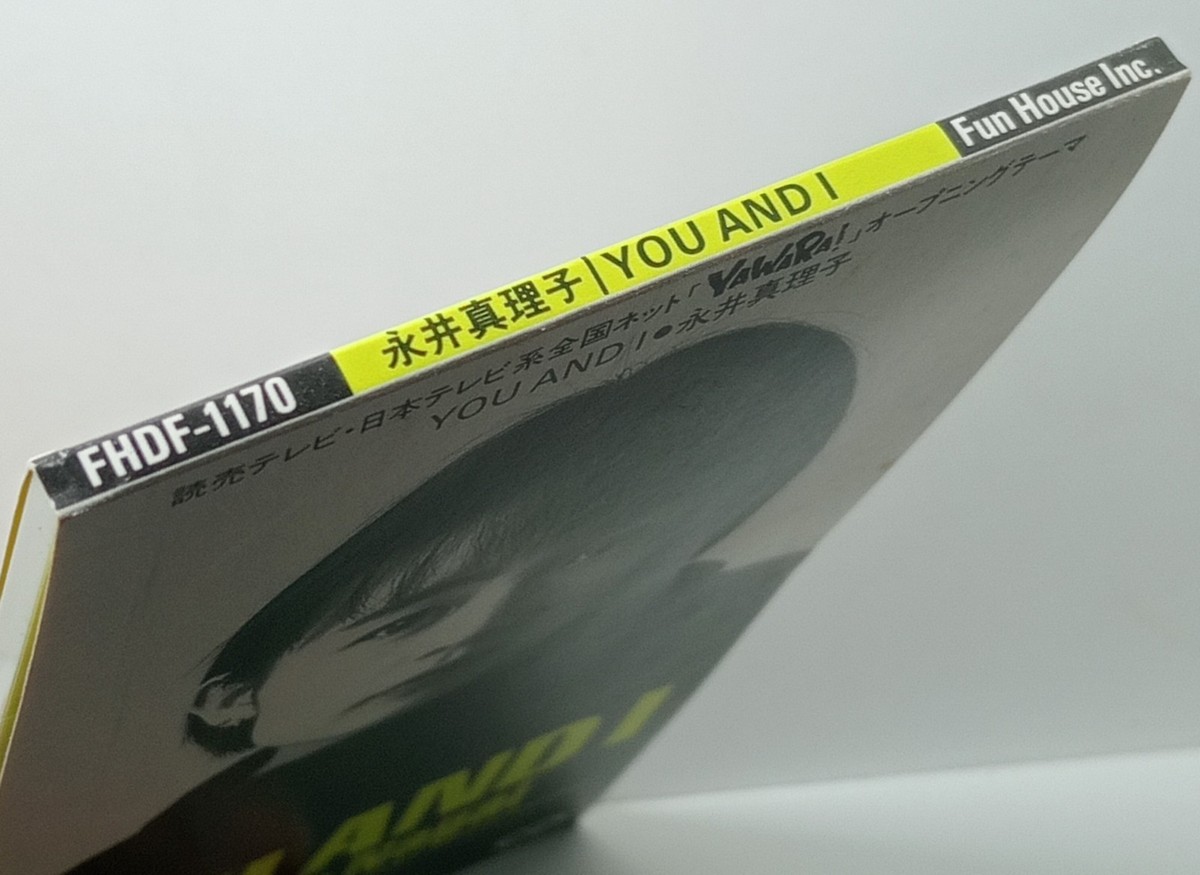 FHDF-1170 永井真理子|YOU AND I Fun House Inc.
読売テレビ・日本テレビ系全国ネット「YAWARA!」オープニングテーマ
YOU AND I●永井真理子
AND I